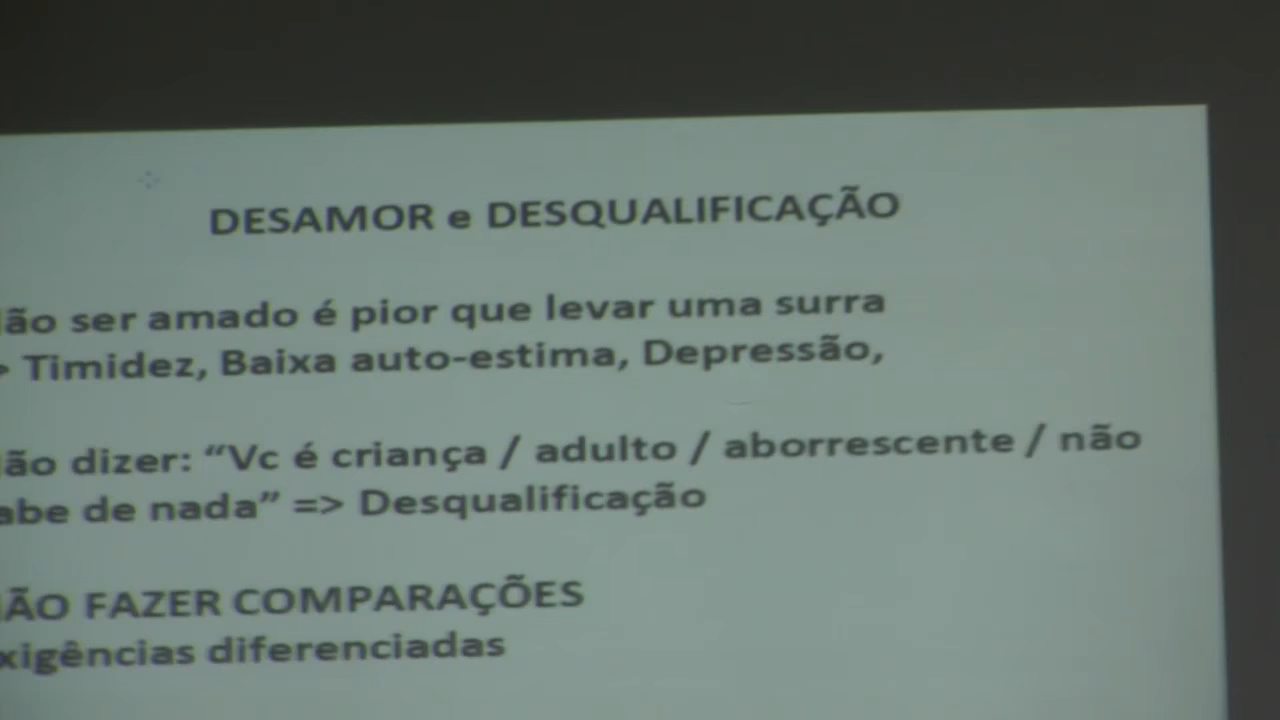 DESAMOR e DESQUALIFICAÇÃO
ão ser amado é pior que levar uma surra
> Timidez, Baixa auto-estima, Depressão,
ão dizer: “Vc é criança / adulto / aborrescente / não
abe de nada” => Desqualificação
ÃO FAZER COMPARAÇÕES
xigências diferenciadas